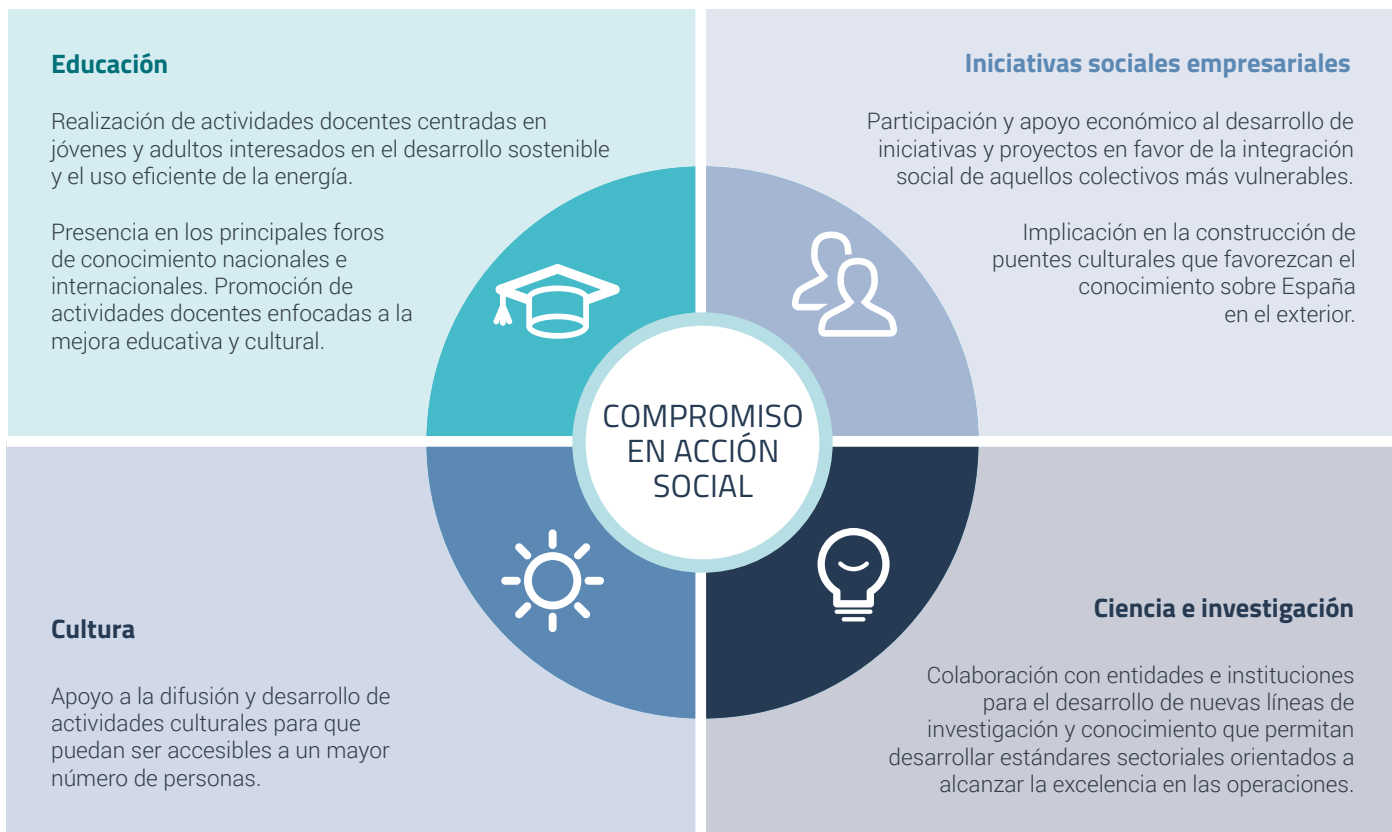 Educación
Realización de actividades docentes centradas en
jóvenes y adultos interesados en el desarrollo sostenible
y el uso eficiente de la energía.
Presencia en los principales foros
de conocimiento nacionales e
internacionales. Promoción de
actividades docentes enfocadas a la
mejora educativa y cultural.
Iniciativas sociales empresariales
Participación y apoyo económico al desarrollo de
iniciativas y proyectos en favor de la integración
social de aquellos colectivos más vulnerables.
Implicación en la construcción de
puentes culturales que favorezcan el
conocimiento sobre España
en el exterior.
COMPROMISO
EN ACCIÓN
SOCIAL
Cultura
Apoyo a la difusión y desarrollo de
actividades culturales para que
puedan ser accesibles a un mayor
número de personas.
Ciencia e investigación
Colaboración con entidades e instituciones
para el desarrollo de nuevas líneas de
investigación y conocimiento que permitan
desarrollar estándares sectoriales orientados a
alcanzar la excelencia en las operaciones.